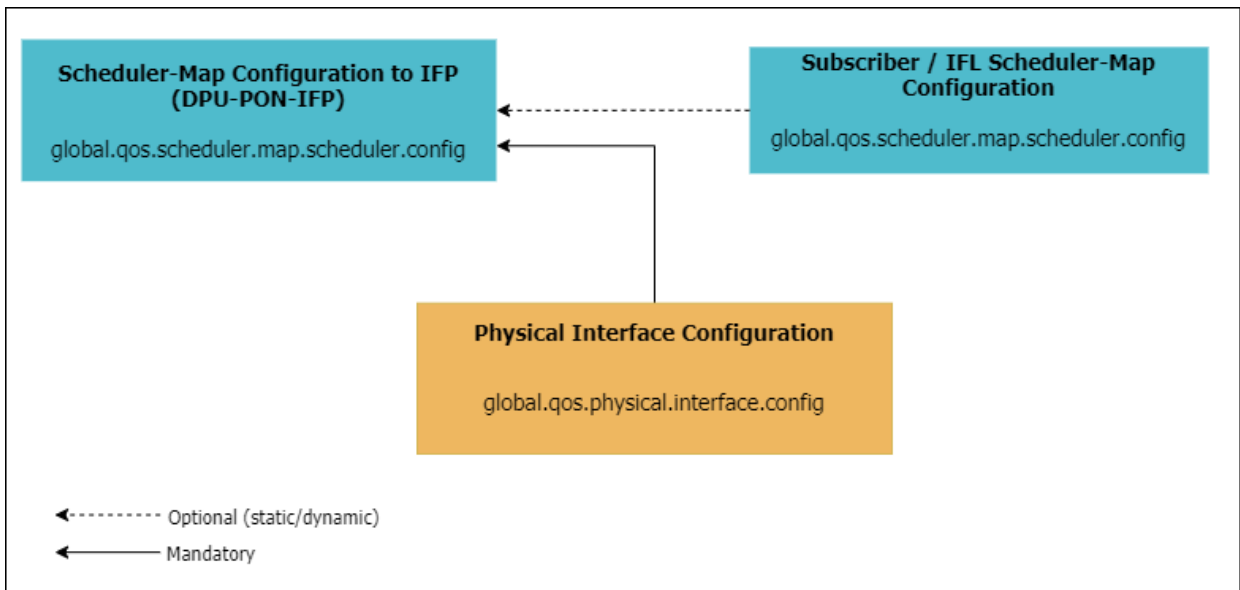 Scheduler-Map Configuration to IFP
(DPU-PON-IFP)
global.qos.scheduler.map.scheduler.config
Subscriber / IFL Scheduler-Map
Configuration
global.qos.scheduler.map.scheduler.config
Physical Interface Configuration
global.qos.physical.interface.config
Optional (static/dynamic)
Mandatory